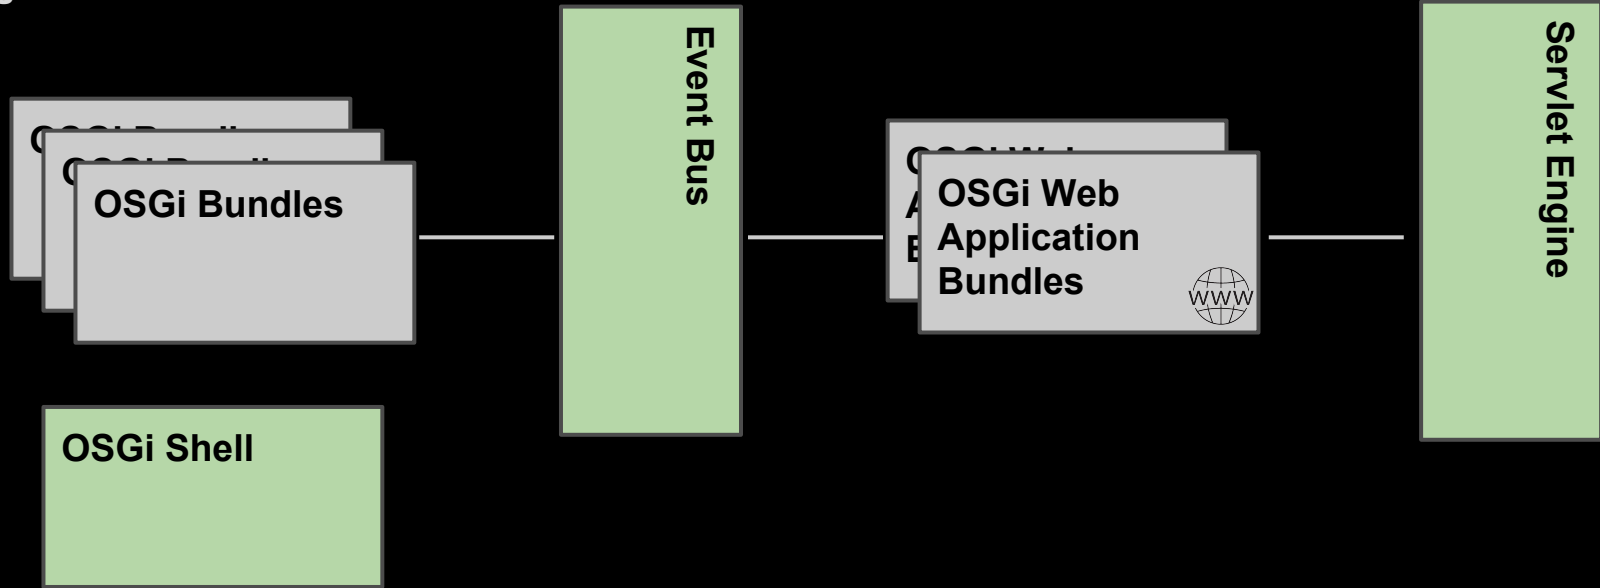 Event Bus
Servlet Engine
OSGi Bundles
OSGi Web
Application
Bundles
WWW
OSGi Shell